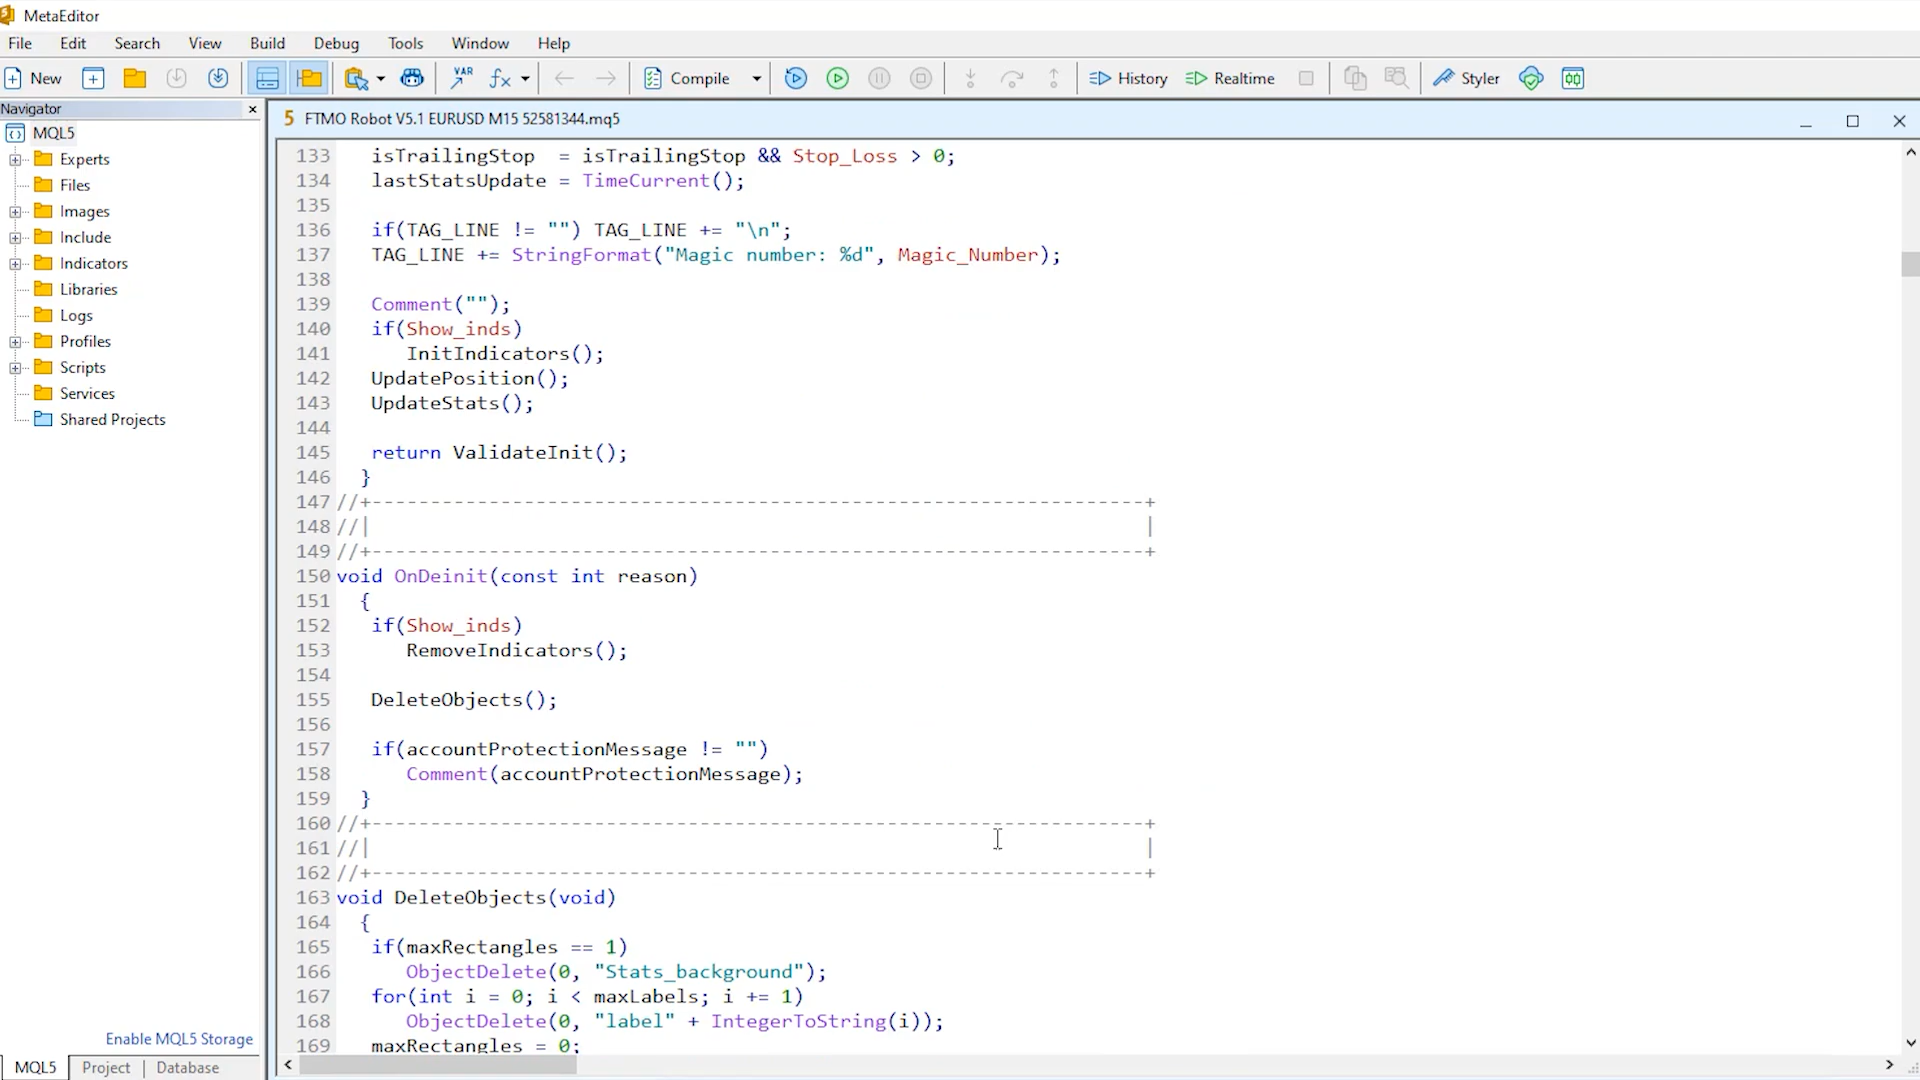 MetaEditor
File Edit Search View Build Debug Tools Window Help
New VAR fx Compile History Realtime Styler
Navigator
MQL5
Experts
Files
Images
Include
Indicators
Libraries
Logs
Profiles
Scripts
Services
Shared Projects
Enable MQL5 Storage
MQL5 Project Database
5 FTMO Robot V5.1 EURUSD M15 52581344.mq5
133 isTrailingStop = isTrailingStop && Stop_Loss > 0;
134 lastStatsUpdate = TimeCurrent();
135
136 if(TAG_LINE != "") TAG_LINE += "\n";
137 TAG_LINE += StringFormat("Magic number: %d", Magic_Number);
138
139 Comment("");
140 if(Show_inds)
141 InitIndicators();
142 UpdatePosition();
143 UpdateStats();
144
145 return ValidateInit();
146 }
147 //+------------------------------------------------------------------+
148 //| |
149 //+------------------------------------------------------------------+
150 void OnDeinit(const int reason)
151 {
152 if(Show_inds)
153 RemoveIndicators();
154
155 DeleteObjects();
156
157 if(accountProtectionMessage != "")
158 Comment(accountProtectionMessage);
159 }
160 //+------------------------------------------------------------------+
161 //| |
162 //+------------------------------------------------------------------+
163 void DeleteObjects(void)
164 {
165 if(maxRectangles == 1)
166 ObjectDelete(0, "Stats_background");
167 for(int i = 0; i < maxLabels; i += 1)
168 ObjectDelete(0, "label" + IntegerToString(i));
169 maxRectangles = 0;